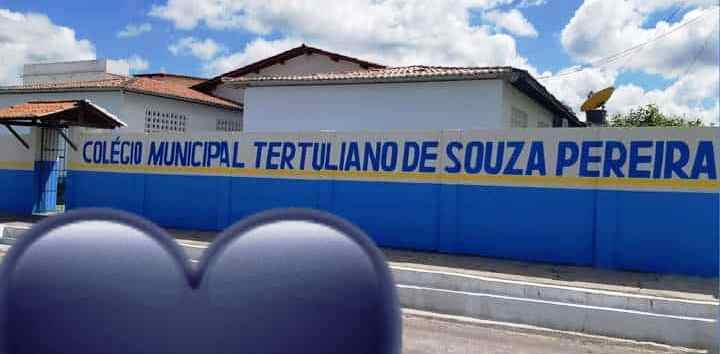 COLÉGIO MUNICIPAL TERTULIANO DE SOUZA PEREIRA